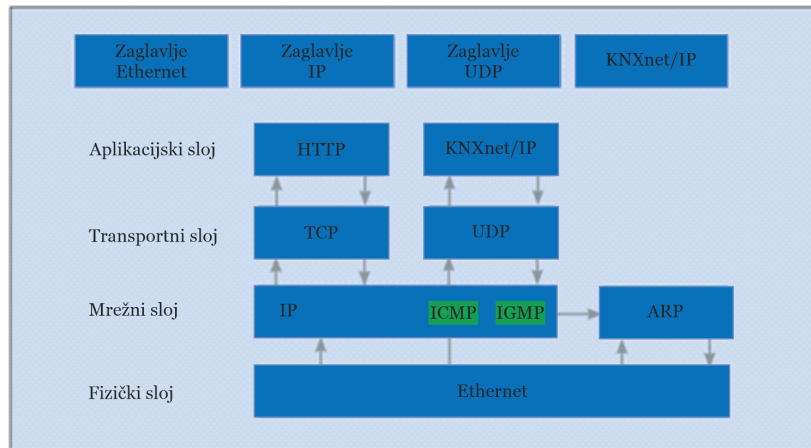 Zaglavlje
Ethernet
Zaglavlje
IP
Zaglavlje
UDP
KNXnet/IP
Aplikacijski sloj
HTTP
KNXnet/IP
Transportni sloj
TCP
UDP
Mrežni sloj
IP
ICMP
IGMP
ARP
Fizički sloj
Ethernet